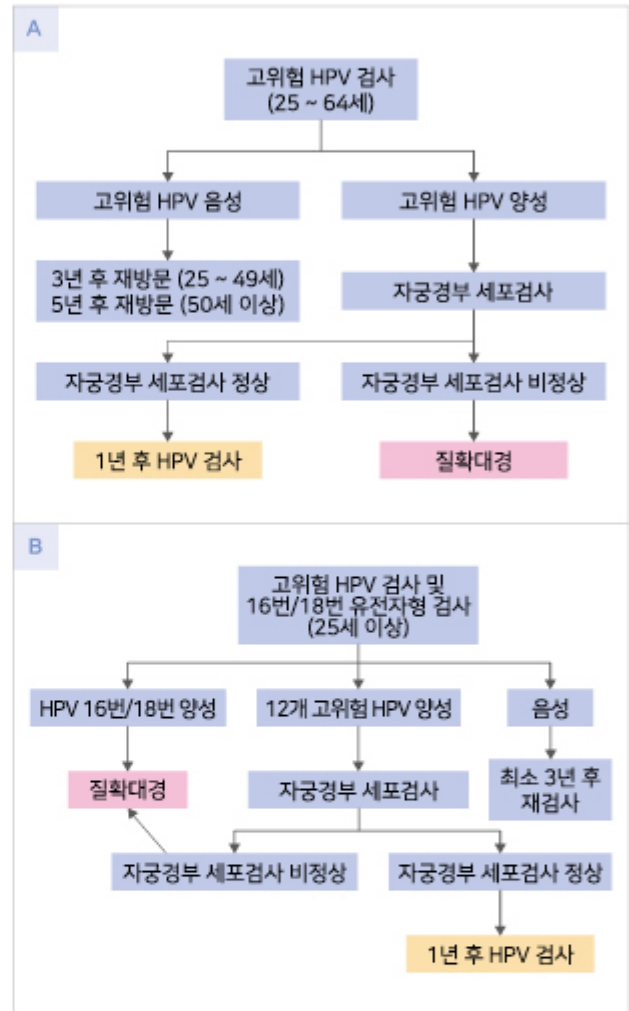 A
고위험 HPV 검사
(25 ~ 64세)
고위험 HPV 음성
고위험 HPV 양성
3년 후 재방문 (25 ~ 49세)
5년 후 재방문 (50세 이상)
자궁경부 세포검사
자궁경부 세포검사 정상
자궁경부 세포검사 비정상
1년 후 HPV 검사
질확대경
B
고위험 HPV 검사 및
16번/18번 유전자형 검사
(25세 이상)
HPV 16번/18번 양성
12개 고위험 HPV 양성
음성
질확대경
자궁경부 세포검사
최소 3년 후
재검사
자궁경부 세포검사 비정상
자궁경부 세포검사 정상
1년 후 HPV 검사